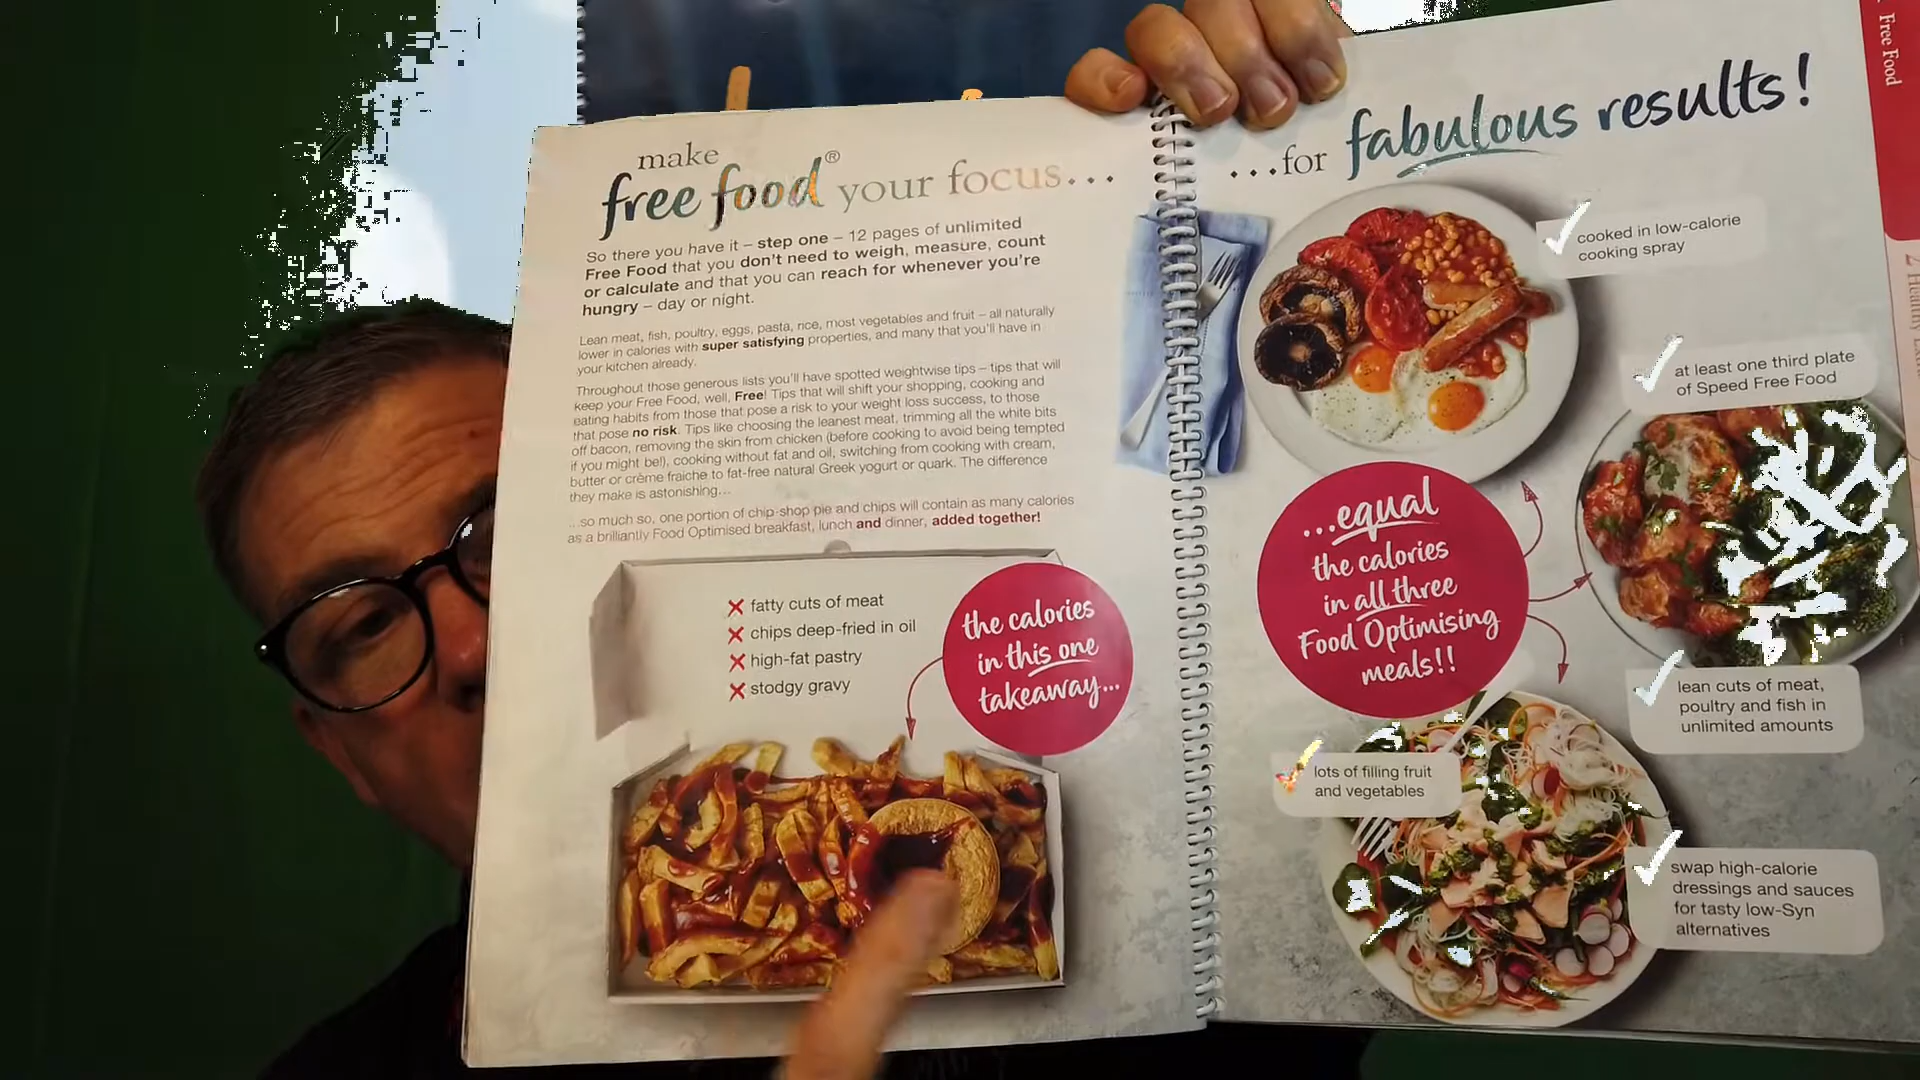 make
free food® your focus...
So there you have it – step one – 12 pages of unlimited
Free Food that you don't need to weigh, measure, count
or calculate and that you can reach for whenever you're
hungry – day or night.
Lean meat, fish, poultry, eggs, pasta, rice, most vegetables and fruit – all naturally
lower in calories with super satisfying properties, and many that you'll have in
your kitchen already.
Throughout those generous lists you'll have spotted weightwise tips – tips that will
keep your Free Food, well, Free! Tips that will shift your shopping, cooking and
eating habits from those that pose a risk to your weight loss success, to those
that pose no risk. Tips like choosing the leanest meat, trimming all the white bits
off bacon, removing the skin from chicken (before cooking to avoid being tempted
if you might be!), cooking without fat and oil, switching from cooking with cream,
butter or crème fraiche to fat-free natural Greek yogurt or quark. The difference
they make is astonishing...
...so much so, one portion of chip-shop pie and chips will contain as many calories
as a brilliantly Food Optimised breakfast, lunch and dinner, added together!
fatty cuts of meat
chips deep-fried in oil
high-fat pastry
stodgy gravy
the calories
in this one
takeaway...
...for fabulous results!
cooked in low-calorie
cooking spray
at least one third plate
of Speed Free Food
...equal
the calories
in all three
Food Optimising
meals!!
lean cuts of meat,
poultry and fish in
unlimited amounts
lots of filling fruit
and vegetables
swap high-calorie
dressings and sauces
for tasty low-Syn
alternatives
Free Food
2 Healthy